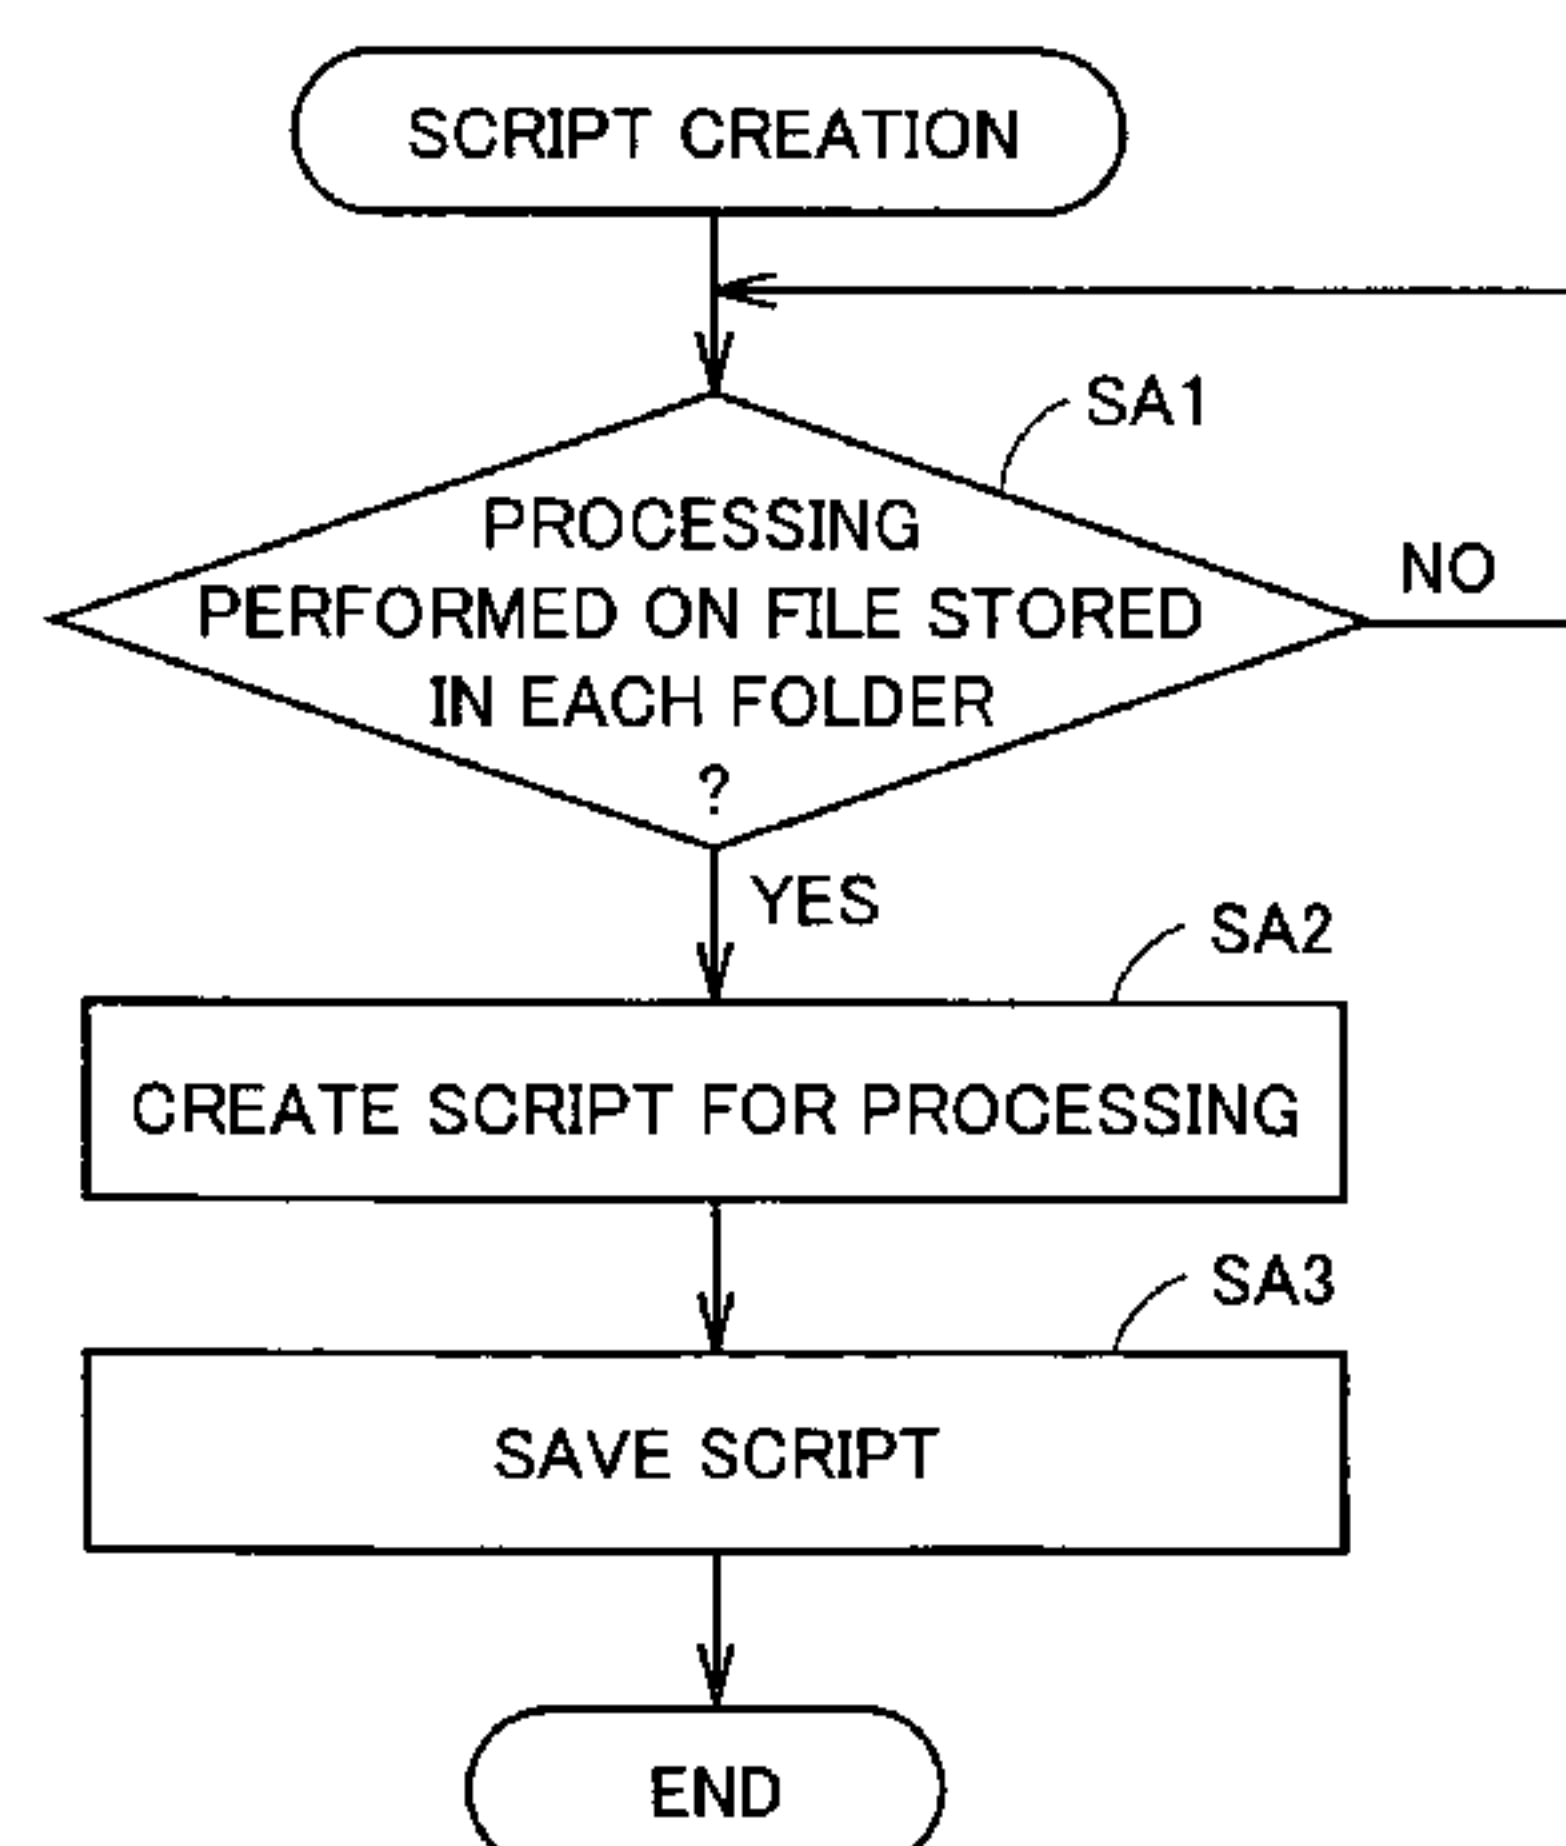 SCRIPT CREATION
SA1
PROCESSING
PERFORMED ON FILE STORED
IN EACH FOLDER
?
NO
YES
SA2
CREATE SCRIPT FOR PROCESSING
SA3
SAVE SCRIPT
END